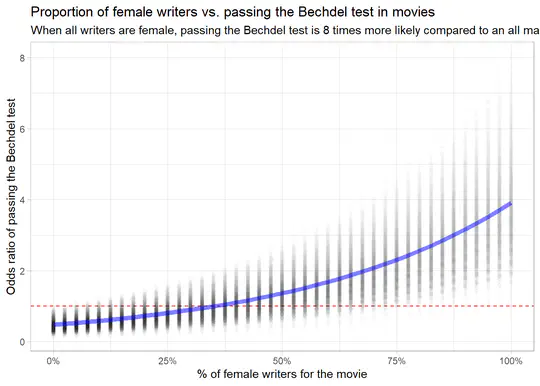 Proportion of female writers vs. passing the Bechdel test in movies
When all writers are female, passing the Bechdel test is 8 times more likely compared to an all ma
Odds ratio of passing the Bechdel test
8
6
4
2
0
0%
25%
50%
75%
100%
% of female writers for the movie